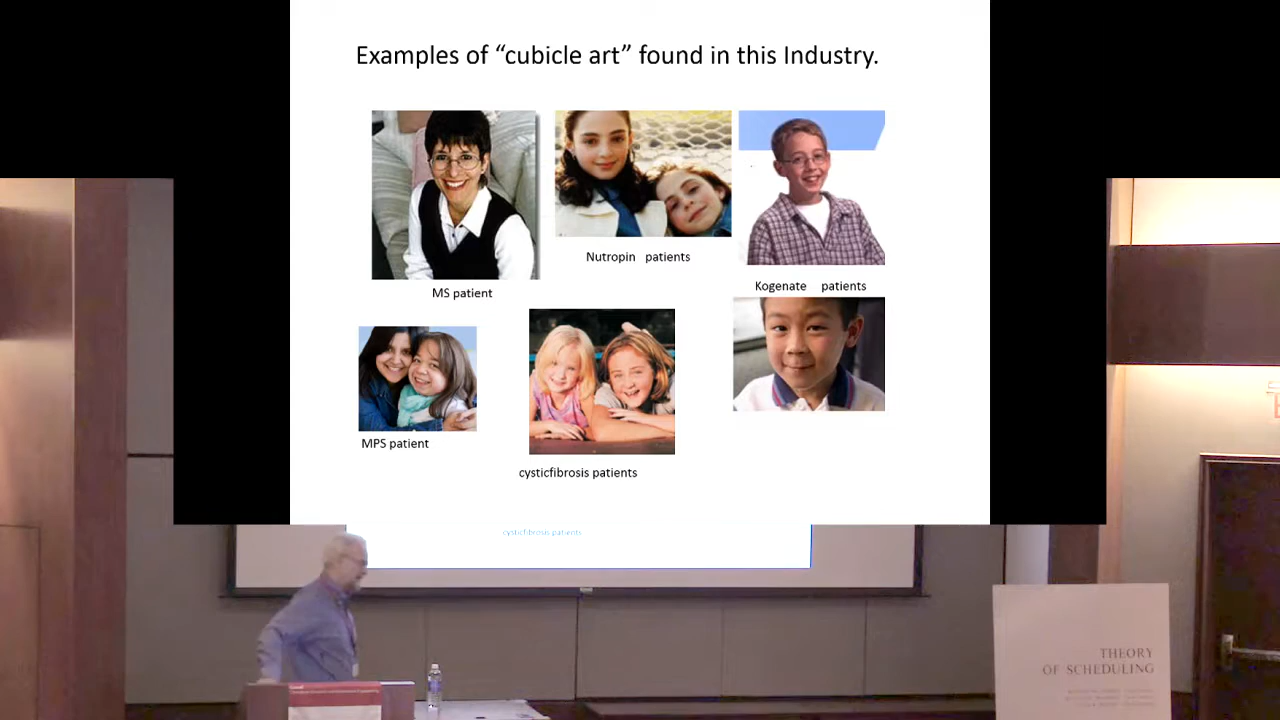 Examples of “cubicle art” found in this Industry.
Nutropin patients
Kogenate patients
MS patient
MPS patient
cysticfibrosis patients
cysticfibrosis patients
THEORY
OF SCHEDULING